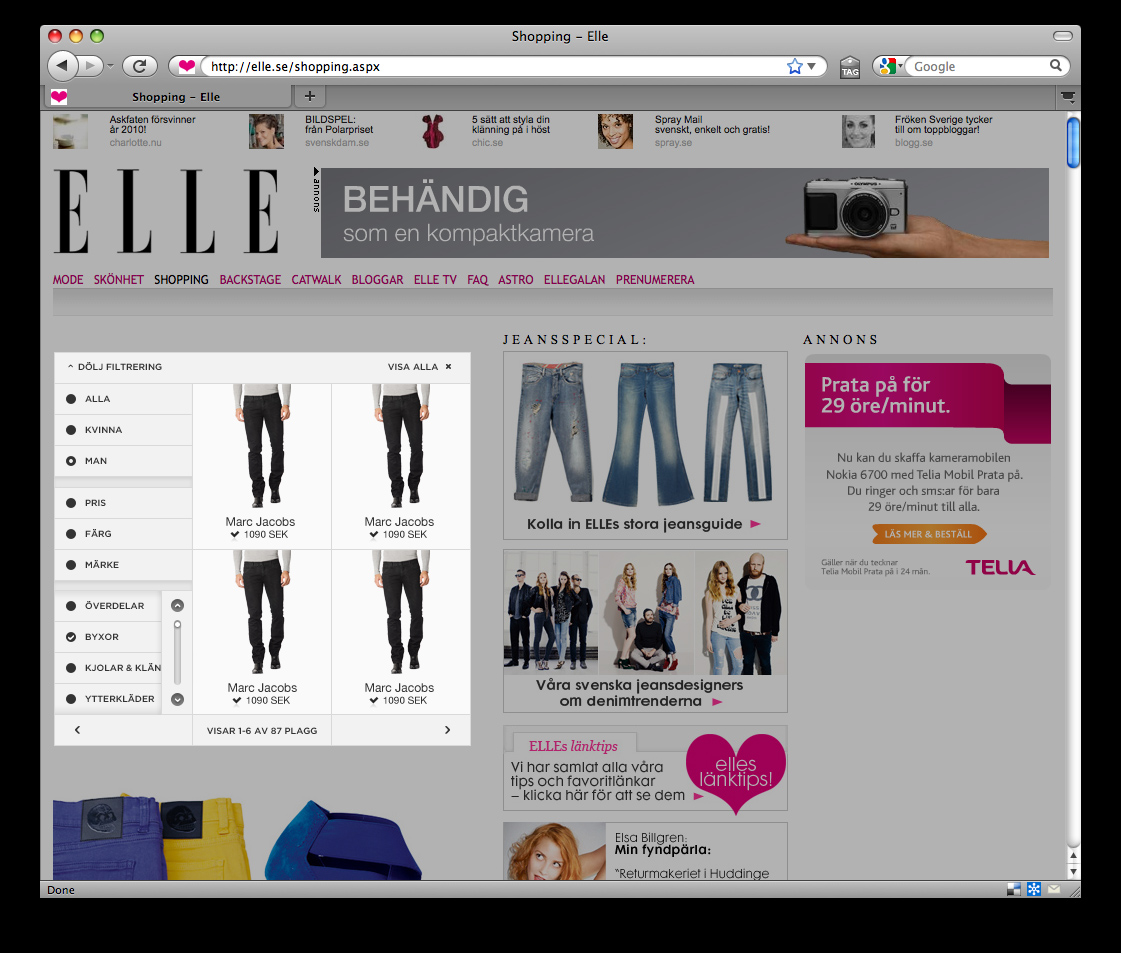 Shopping – Elle
http://elle.se/shopping.aspx
TAG
Google
Shopping – Elle
Askfaten försvinner
år 2010!
charlotte.nu
BILDSPEL:
från Polarpriset
svenskdam.se
5 sätt att styla din
klänning på i höst
chic.se
Spray Mail
svenskt, enkelt och gratis!
spray.se
Fröken Sverige tycker
till om toppbloggar!
blogg.se
ELLE
annons
BEHÄNDIG
som en kompaktkamera
OLYMPUS
MODE SKÖNHET SHOPPING BACKSTAGE CATWALK BLOGGAR ELLE TV FAQ ASTRO ELLEGALAN PRENUMERERA
DÖLJ FILTRERING
VISA ALLA
ALLA
KVINNA
MAN
PRIS
FÄRG
MÄRKE
ÖVERDELAR
BYXOR
KJOLAR & KLÄN
YTTERKLÄDER
Marc Jacobs
1090 SEK
Marc Jacobs
1090 SEK
Marc Jacobs
1090 SEK
Marc Jacobs
1090 SEK
VISAR 1-6 AV 87 PLAGG
JEANSSPECIAL:
Kolla in ELLEs stora jeansguide
Våra svenska jeansdesigners
om denimtrenderna
ELLEs länktips
Vi har samlat alla våra
tips och favoritlänkar
– klicka här för att se dem
elles
länktips!
Elsa Billgren:
Min fyndpärla:
"Returmakeriet i Huddinge
ANNONS
Prata på för
29 öre/minut.
Nu kan du skaffa kameramobilen
Nokia 6700 med Telia Mobil Prata på.
Du ringer och sms:ar för bara
29 öre/minut till alla.
LÄS MER & BESTÄLL
Gäller när du tecknar
Telia Mobil Prata på i 24 mån.
TELIA
Done